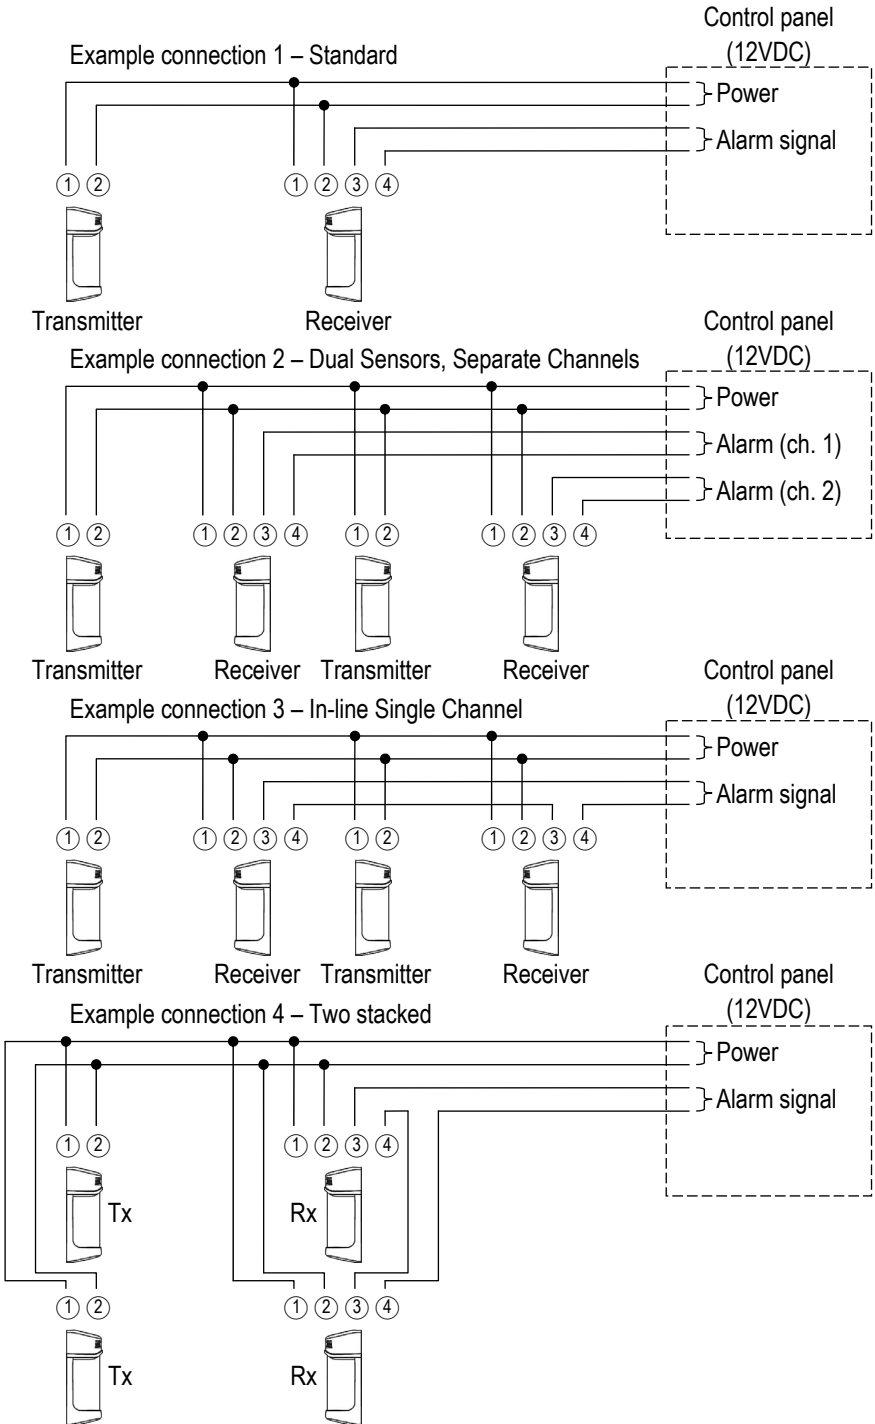 Control panel
(12VDC)
Example connection 1 – Standard
Power
Alarm signal
① ② ① ② ③ ④
Transmitter Receiver
Control panel
(12VDC)
Example connection 2 – Dual Sensors, Separate Channels
Power
Alarm (ch. 1)
Alarm (ch. 2)
① ② ① ② ③ ④ ① ② ① ② ③ ④
Transmitter Receiver Transmitter Receiver
Control panel
(12VDC)
Example connection 3 – In-line Single Channel
Power
Alarm signal
① ② ① ② ③ ④ ① ② ① ② ③ ④
Transmitter Receiver Transmitter Receiver
Control panel
(12VDC)
Example connection 4 – Two stacked
Power
Alarm signal
① ② ① ② ③ ④
Tx Rx
① ② ① ② ③ ④
Tx Rx